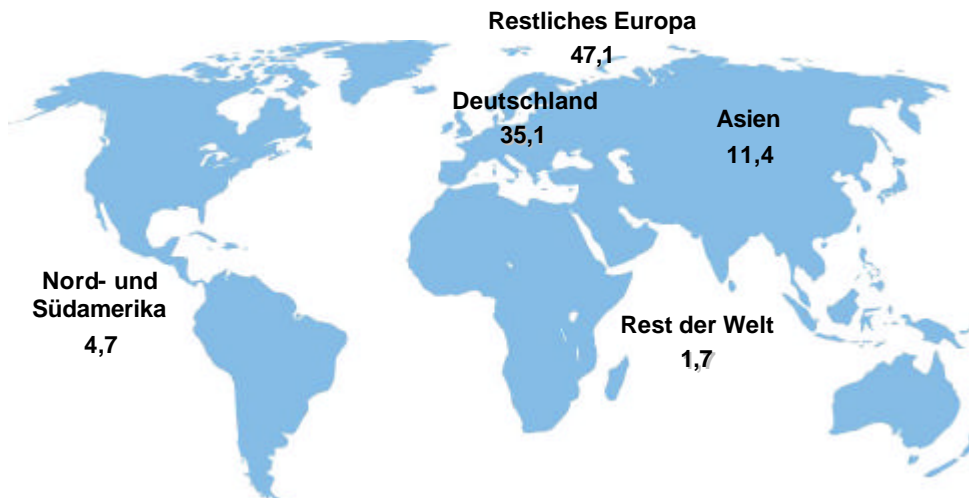 Restliches Europa
47,1
Deutschland
35,1
Asien
11,4
Nord- und
Südamerika
4,7
Rest der Welt
1,7